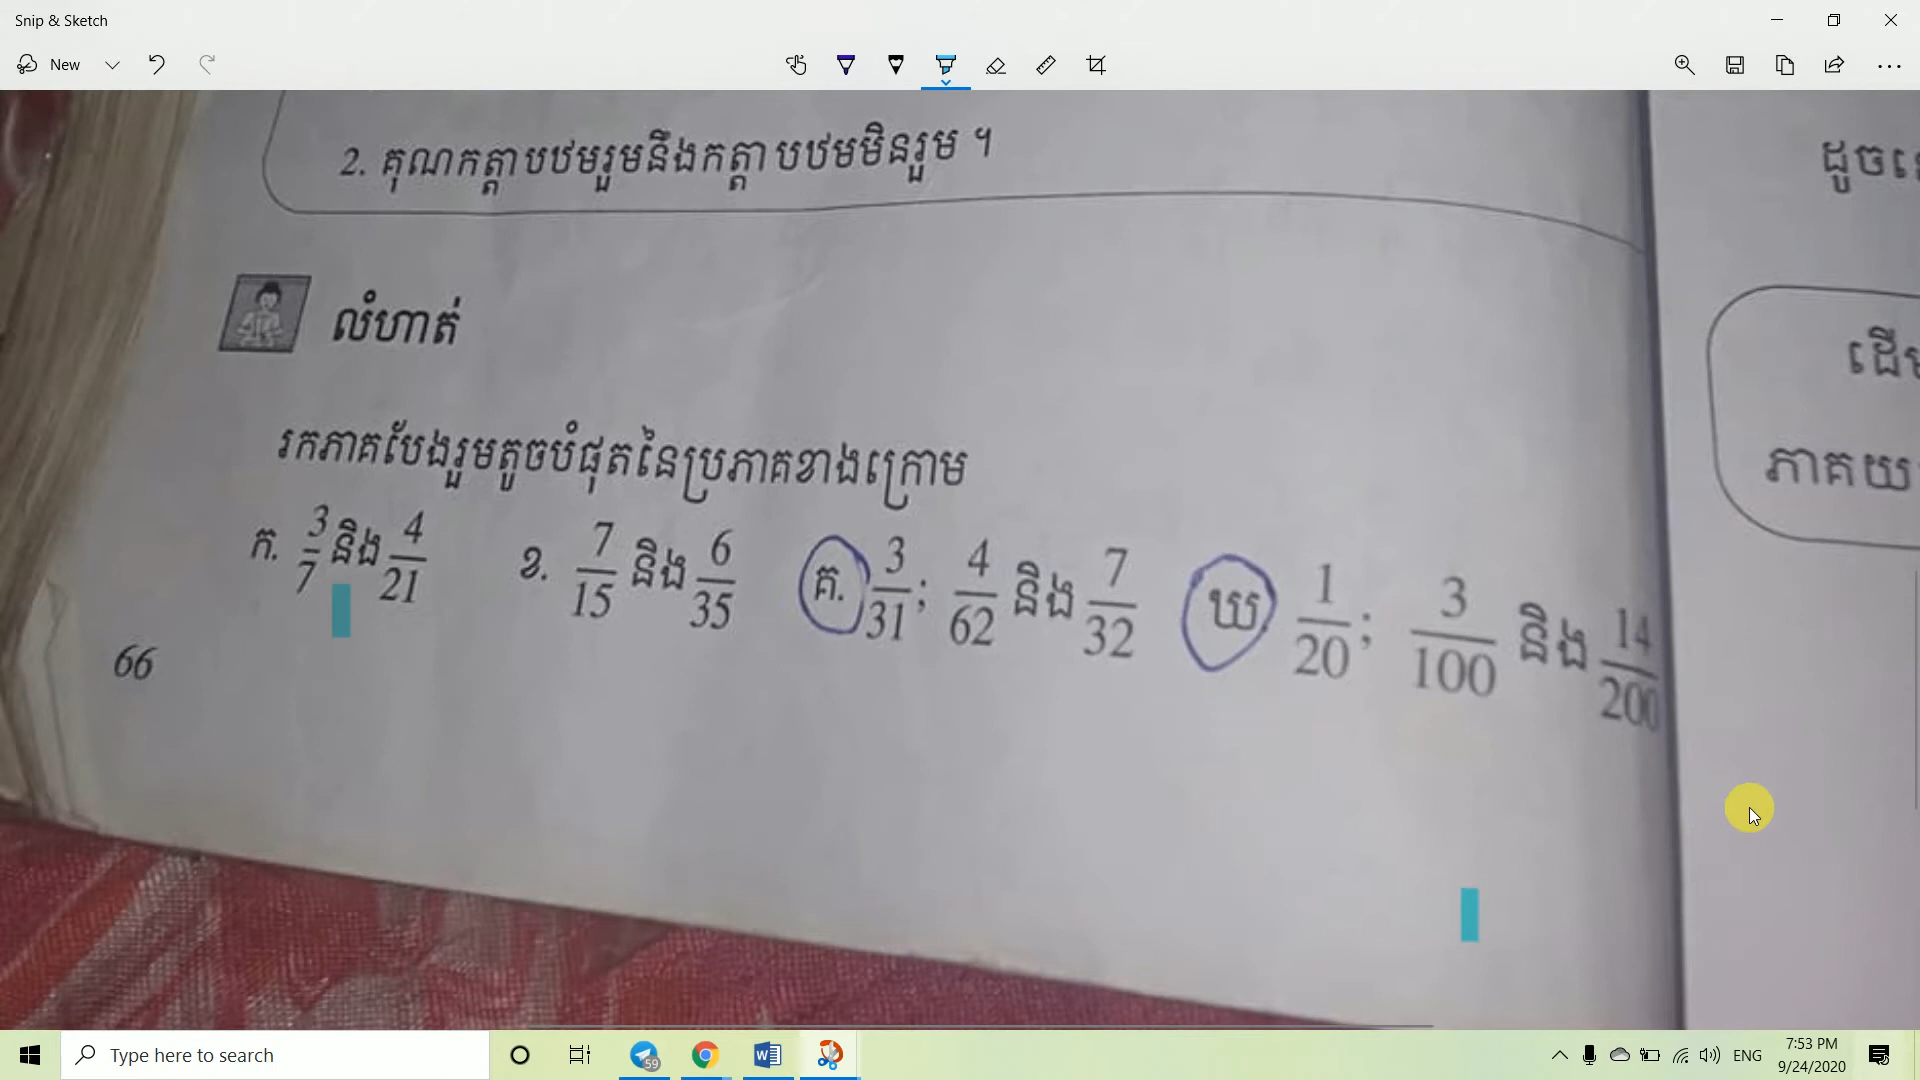 Snip & Sketch
New
2. គុណកត្តាបឋមរួមនឹងកត្តាបឋមមិនរួម ។
លំហាត់
រកភាគបែងរួមតូចបំផុតនៃប្រភាគខាងក្រោម
ក. 3/7 និង 4/21 ខ. 7/15 និង 6/35 គ. 3/31 ; 4/62 និង 7/32 ឃ. 1/20 ; 3/100 និង 14/200
66
Type here to search
59
ENG
7:53 PM
9/24/2020